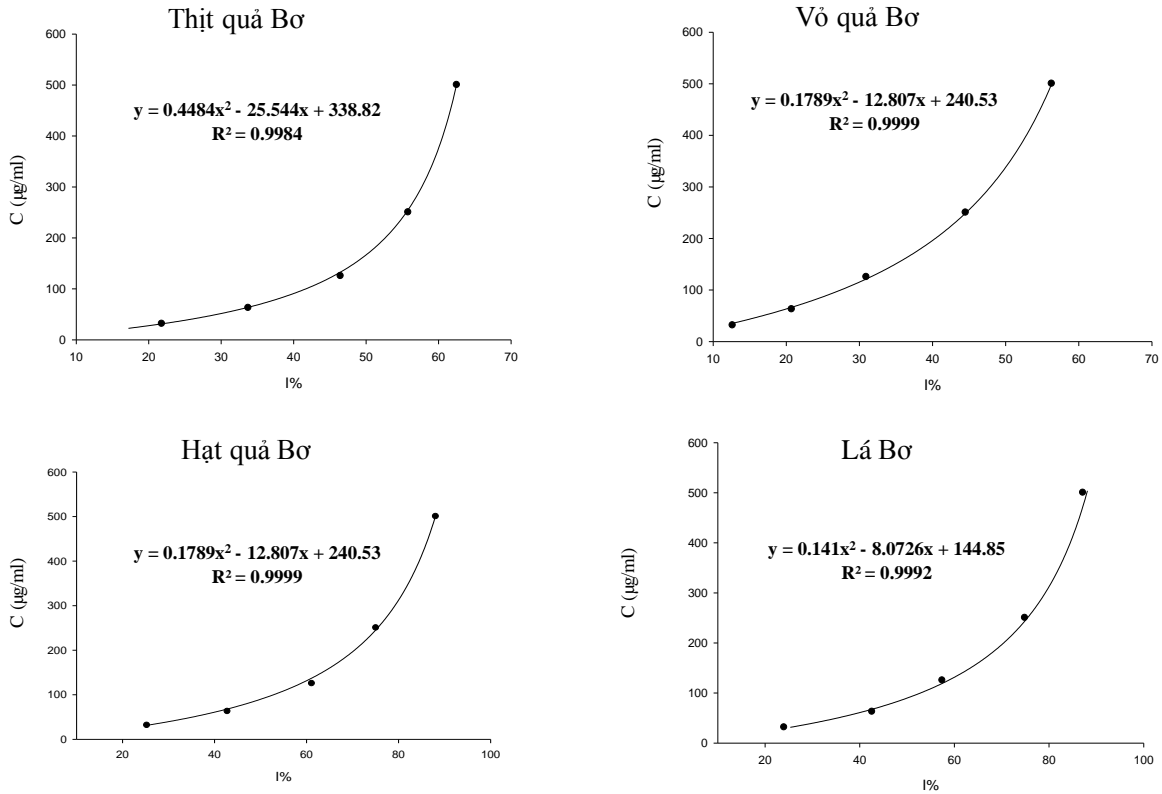 Thịt quả Bơ
600
500
400
300
200
100
0
y = 0.4484x² - 25.544x + 338.82
R² = 0.9984
C (µg/ml)
10 20 30 40 50 60 70
I%
Vỏ quả Bơ
600
500
400
300
200
100
0
y = 0.1789x² - 12.807x + 240.53
R² = 0.9999
C (µg/ml)
10 20 30 40 50 60 70
I%
Hạt quả Bơ
600
500
400
300
200
100
0
y = 0.1789x² - 12.807x + 240.53
R² = 0.9999
C (µg/ml)
20 40 60 80 100
I%
Lá Bơ
600
500
400
300
200
100
0
y = 0.141x² - 8.0726x + 144.85
R² = 0.9992
C (µg/ml)
20 40 60 80 100
I%